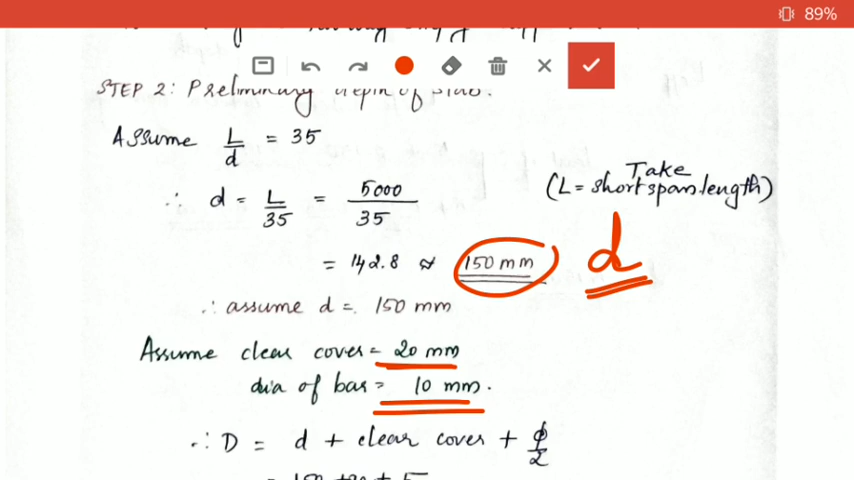 89%
STEP 2: Preliminary depth of slab.
Assume L/d = 35
Take
(L = short span length)
∴ d = L/35 = 5000/35
= 142.8 ≈ 150 mm
d
∴ assume d = 150 mm
Assume clear cover = 20 mm
dia of bar = 10 mm.
∴ D = d + clear cover + ϕ/2